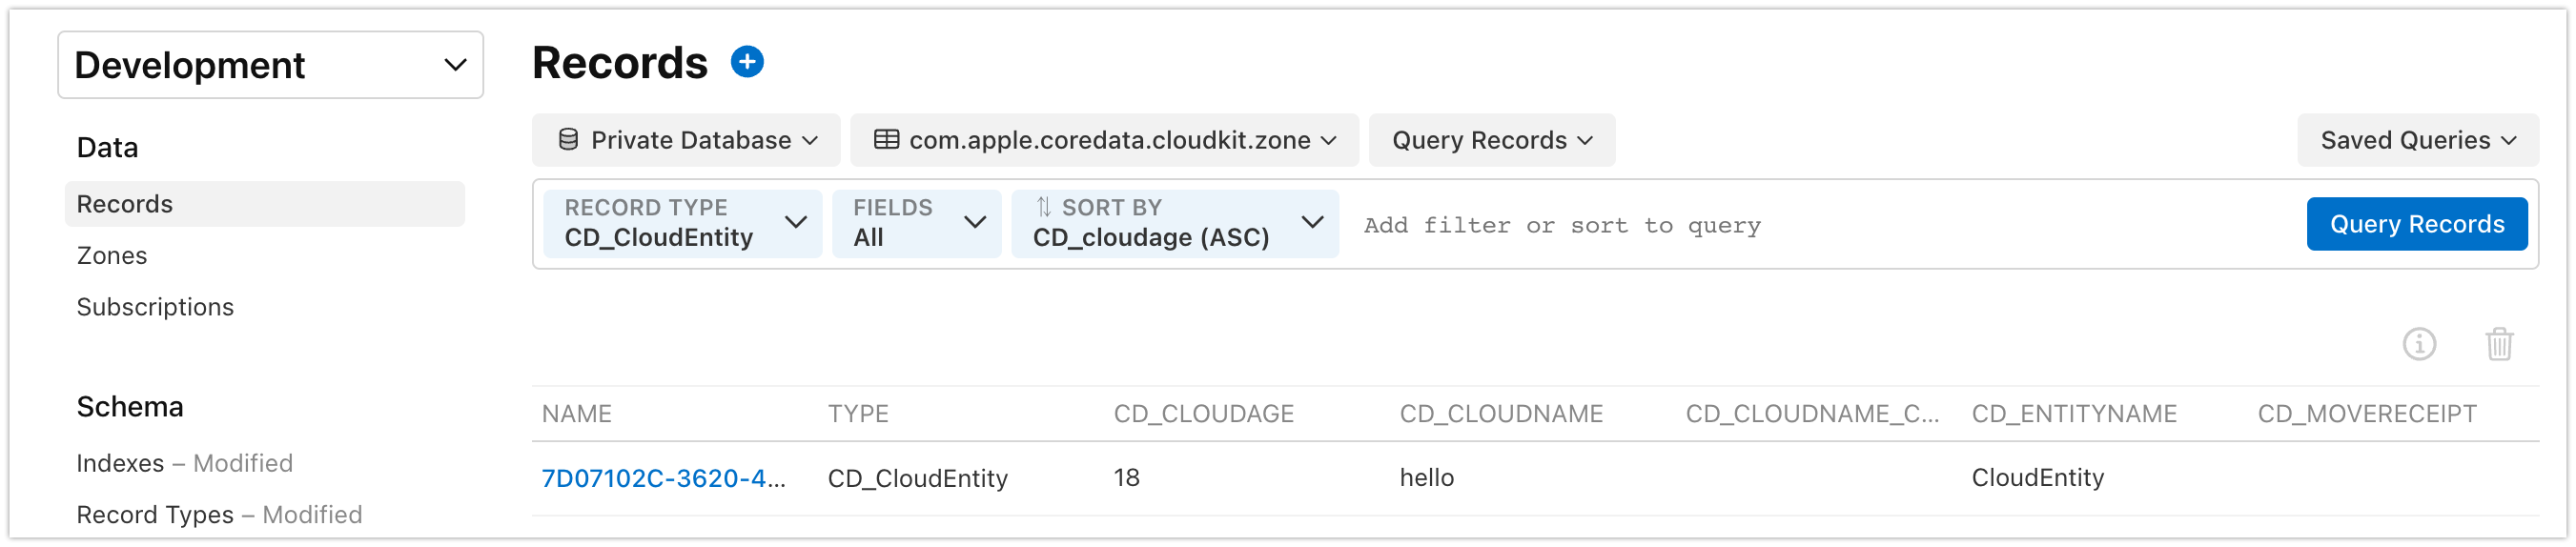 Development
Data
Records
Zones
Subscriptions
Schema
Indexes – Modified
Record Types – Modified
Records
Private Database
com.apple.coredata.cloudkit.zone
Query Records
Saved Queries
RECORD TYPE
CD_CloudEntity
FIELDS
All
SORT BY
CD_cloudage (ASC)
Add filter or sort to query
Query Records
NAME TYPE CD_CLOUDAGE CD_CLOUDNAME CD_CLOUDNAME_C... CD_ENTITYNAME CD_MOVERECEIPT
7D07102C-3620-4... CD_CloudEntity 18 hello CloudEntity